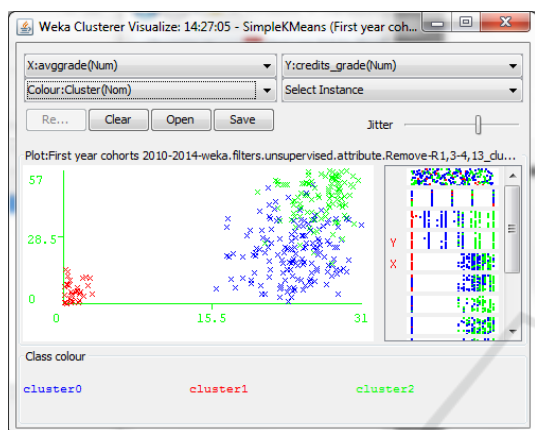 Weka Clusterer Visualize: 14:27:05 - SimpleKMeans (First year coh...
X:avggrade(Num)
Y:credits_grade(Num)
Colour:Cluster(Nom)
Select Instance
Re...
Clear
Open
Save
Jitter
Plot:First year cohorts 2010-2014-weka.filters.unsupervised.attribute.Remove-R1,3-4,13_clu...
57
28.5
0
0
15.5
31
Y
X
Class colour
cluster0
cluster1
cluster2